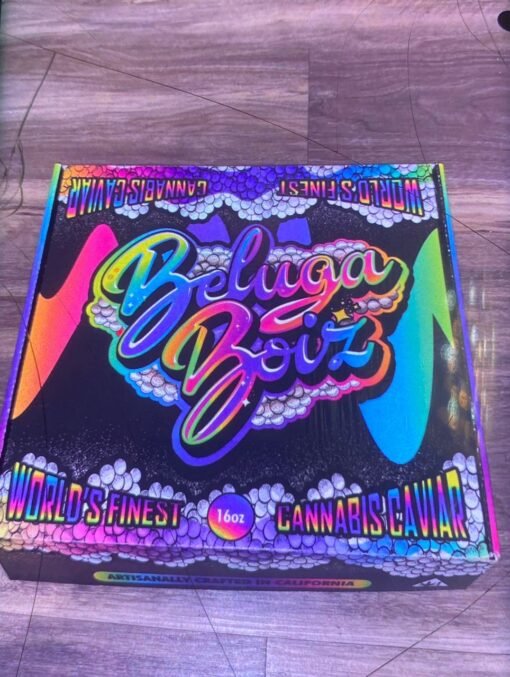 CANNABIS CAVIAR
WORLD'S FINEST
Beluga
Boiz
WORLD'S FINEST
16oz
CANNABIS CAVIAR
ARTISANALLY CRAFTED IN CALIFORNIA